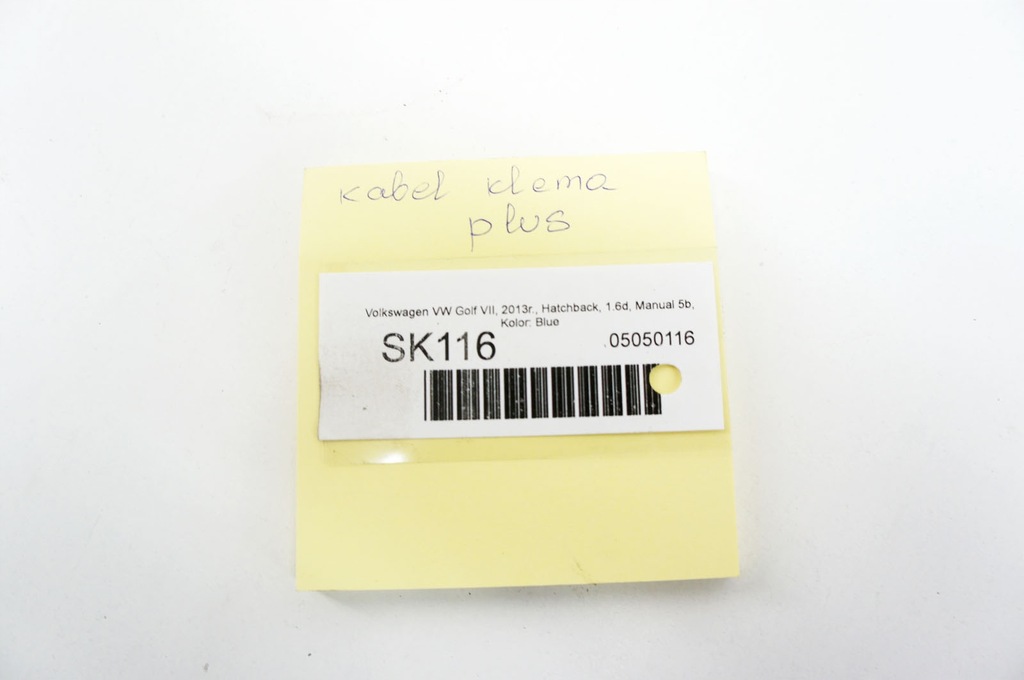 kabel klema
plus
Volkswagen VW Golf VII, 2013r., Hatchback, 1.6d, Manual 5b,
Kolor: Blue
SK116 05050116